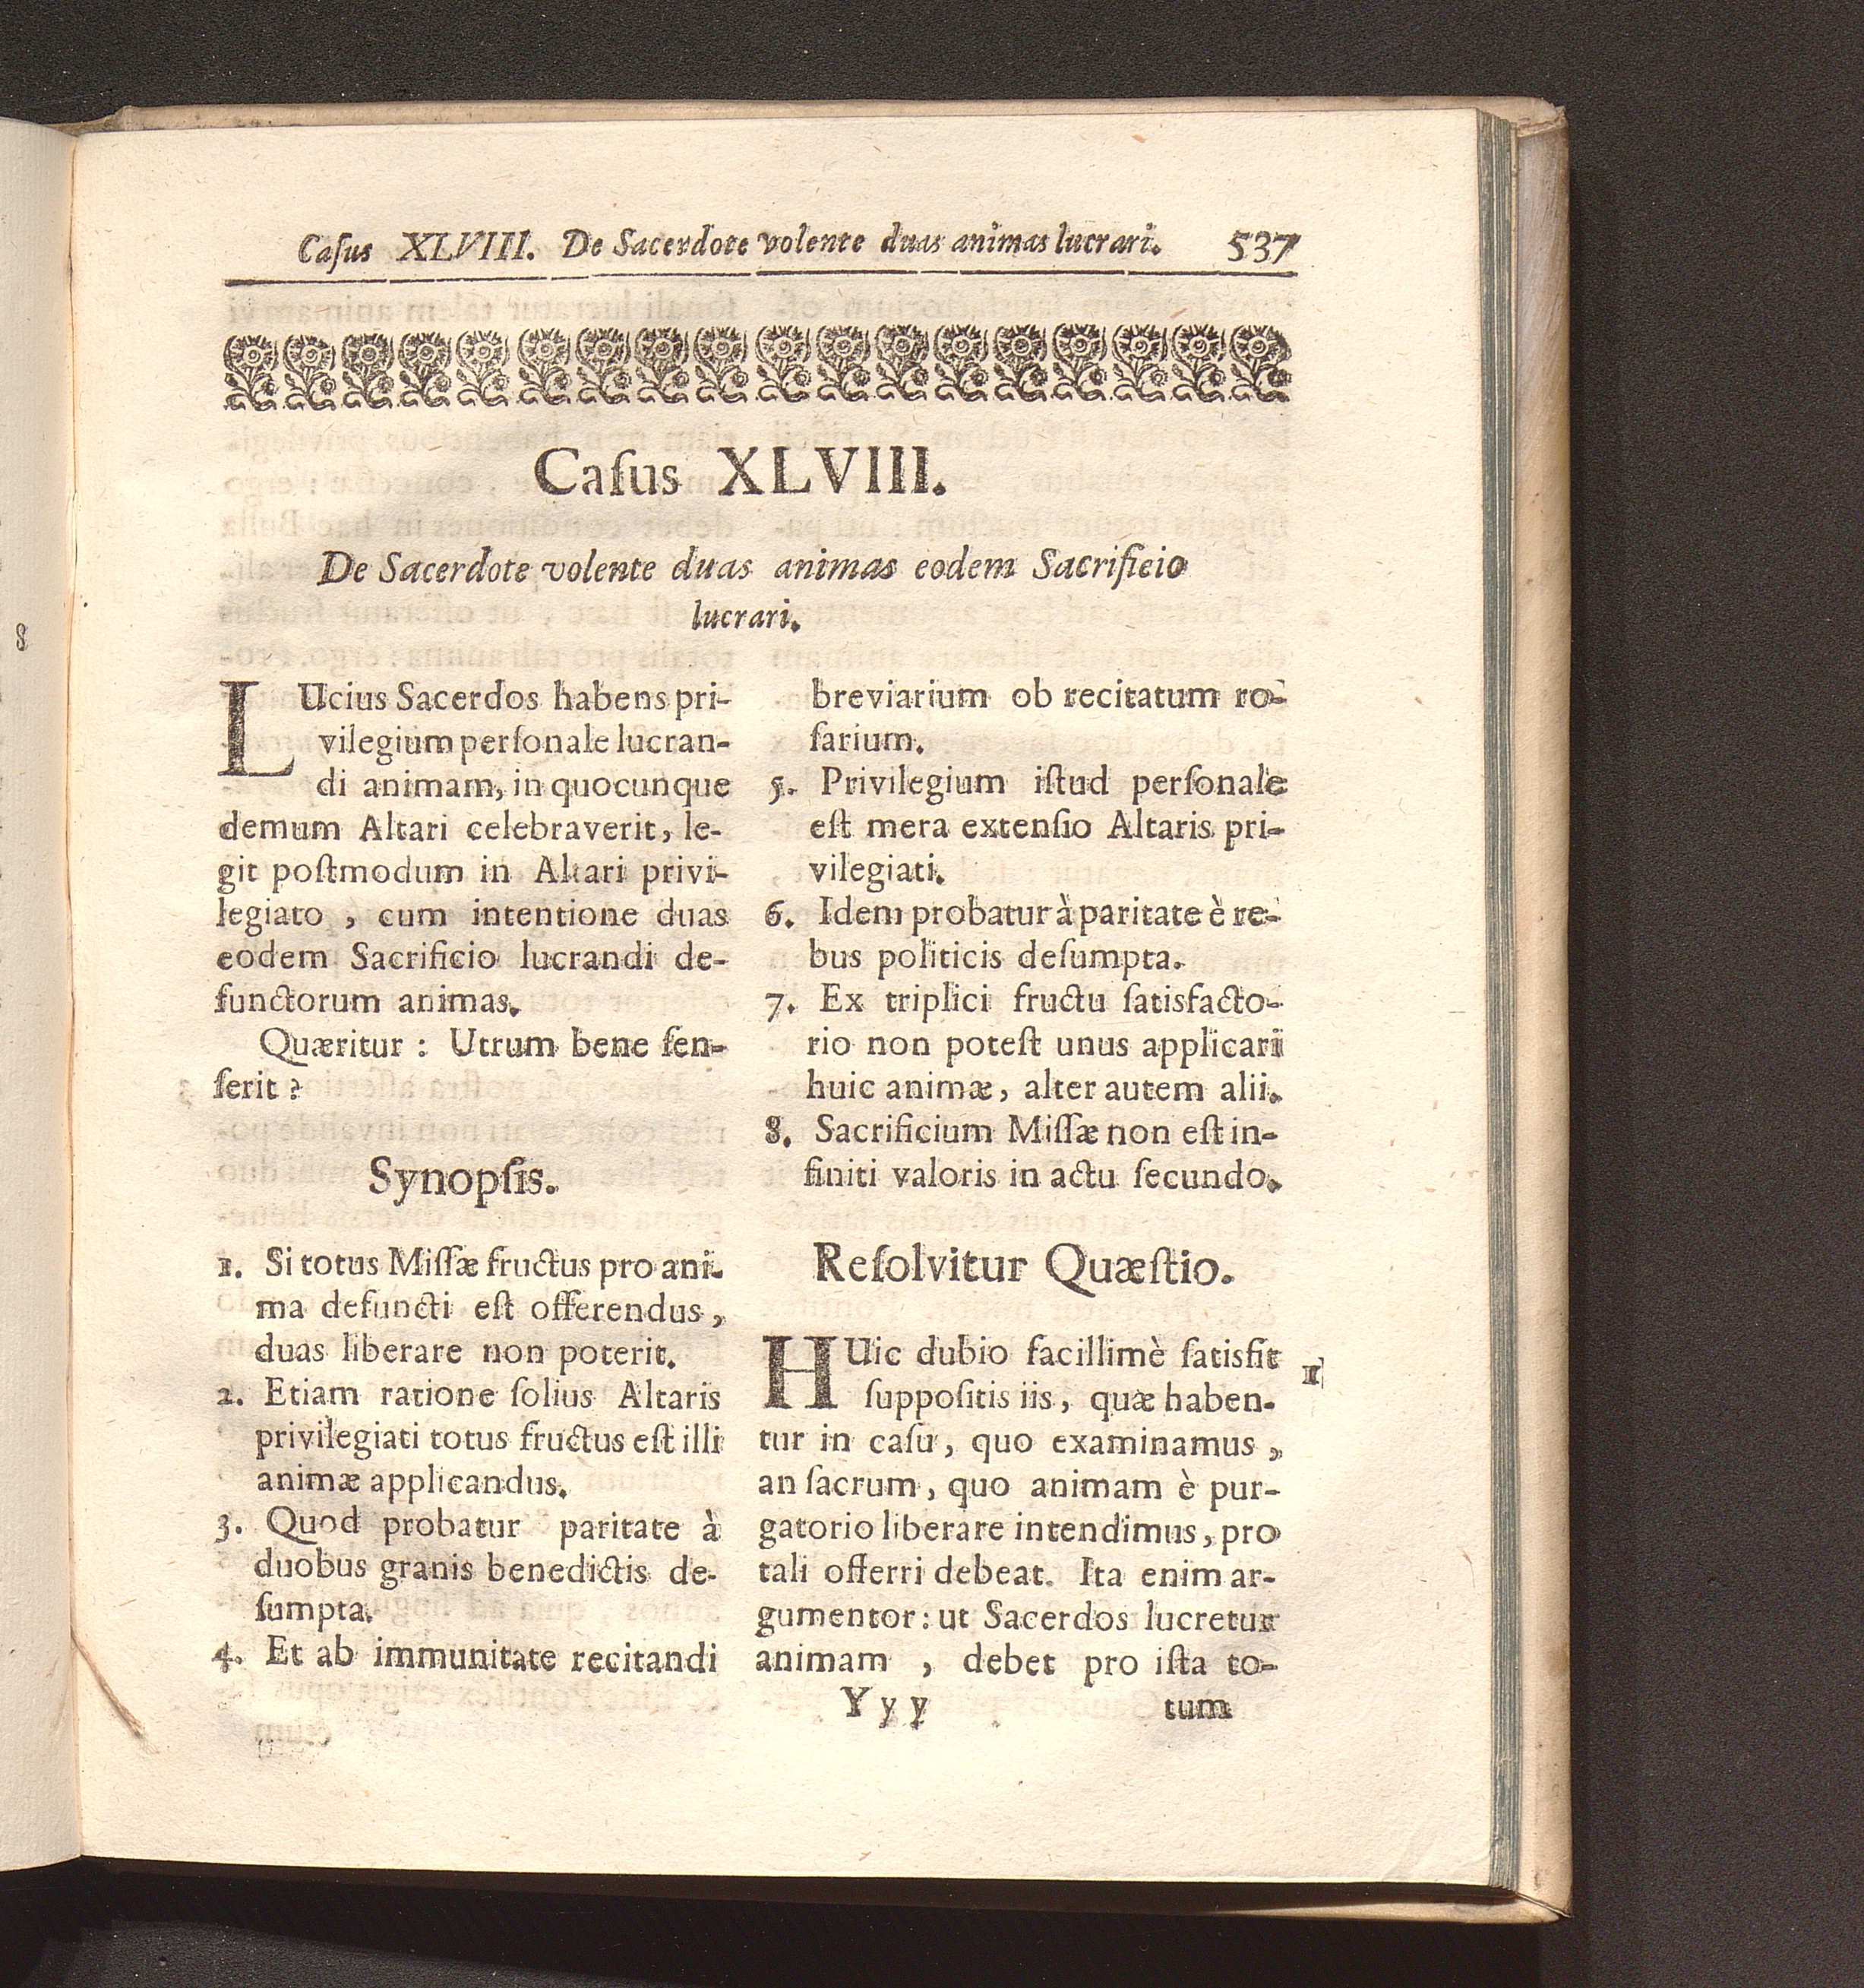 Caſus XLVIII. De Sacerdote volente duas animas lucrari. 537
Caſus XLVIII.
De Sacerdote volente duas animas eodem Sacrificio
lucrari.
LUcius Sacerdos habens pri-
vilegium perſonale lucran-
di animam, in quocunque
demum Altari celebraverit, le-
git poſtmodum in Altari privi-
legiato , cum intentione duas
eodem Sacrificio lucrandi de-
functorum animas.
Quæritur : Utrum bene ſen-
ſerit ?
Synopſis.
1. Si totus Miſſæ fructus pro ani-
ma defuncti eſt offerendus ,
duas liberare non poterit.
2. Etiam ratione ſolius Altaris
privilegiati totus fructus eſt illi
animæ applicandus.
3. Quod probatur paritate à
duobus granis benedictis de-
ſumpta.
4. Et ab immunitate recitandi
breviarium ob recitatum ro-
ſarium.
5. Privilegium iſtud perſonale
eſt mera extenſio Altaris pri-
vilegiati.
6. Idem probatur à paritate è re-
bus politicis deſumpta.
7. Ex triplici fructu ſatisfacto-
rio non poteſt unus applicari
huic animæ, alter autem alii.
8. Sacrificium Miſſæ non eſt in-
finiti valoris in actu ſecundo.
Reſolvitur Quæſtio.
HUic dubio facillimè ſatisfit
ſuppoſitis iis, quæ haben-
tur in caſu, quo examinamus ,
an ſacrum, quo animam è pur-
gatorio liberare intendimus, pro
tali offerri debeat. Ita enim ar-
gumentor: ut Sacerdos lucretur
animam , debet pro iſta to-
1
Y y y tum
8